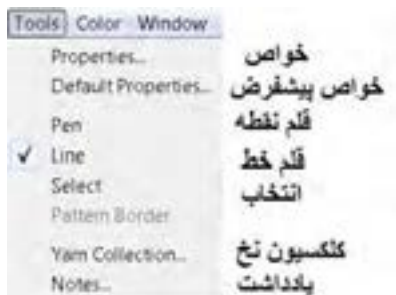 Tools Color Window
Properties... خواص
Default Properties... خواص پیشفرض
Pen قلم نقطه
Line قلم خط
Select انتخاب
Pattern Border
Yarn Collection... کلکسیون نخ
Notes... یادداشت